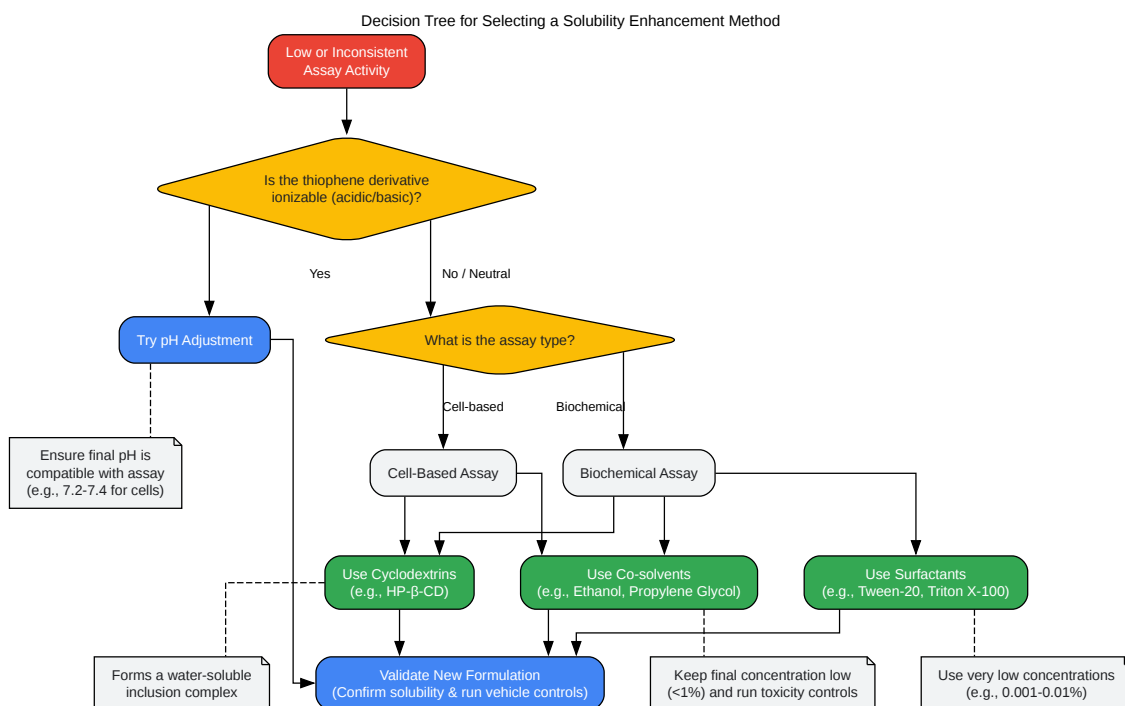 Decision Tree for Selecting a Solubility Enhancement Method
Low or Inconsistent
Assay Activity
Is the thiophene derivative
ionizable (acidic/basic)?
Yes
No / Neutral
Try pH Adjustment
What is the assay type?
Cell-based
Biochemical
Ensure final pH is
compatible with assay
(e.g., 7.2-7.4 for cells)
Cell-Based Assay
Biochemical Assay
Use Cyclodextrins
(e.g., HP-β-CD)
Use Co-solvents
(e.g., Ethanol, Propylene Glycol)
Use Surfactants
(e.g., Tween-20, Triton X-100)
Forms a water-soluble
inclusion complex
Validate New Formulation
(Confirm solubility & run vehicle controls)
Keep final concentration low
(<1%) and run toxicity controls
Use very low concentrations
(e.g., 0.001-0.01%)